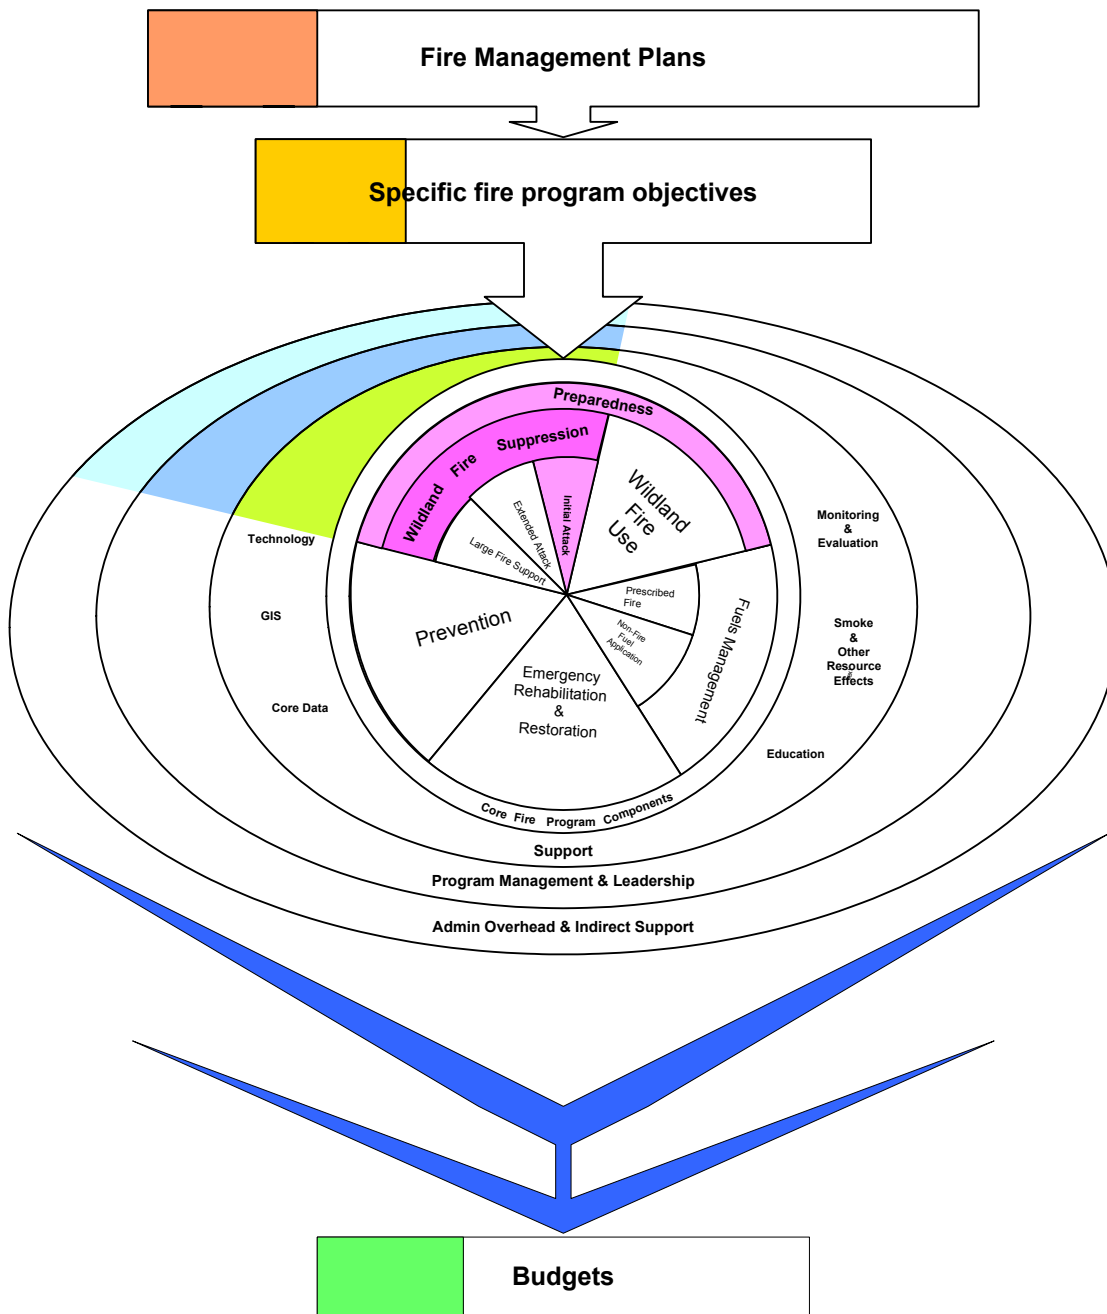 Fire Management Plans
Specific fire program objectives
Preparedness
Wildland Fire Suppression
Initial Attack
Extended Attack
Large Fire Support
Wildland
Fire
Use
Prescribed
Fire
Non-Fire
Fuel
Application
Fuels Management
Prevention
Emergency
Rehabilitation
&
Restoration
Core Fire Program Components
Technology
GIS
Core Data
Monitoring
&
Evaluation
Smoke
&
Other
Resource
Effects
Education
Support
Program Management & Leadership
Admin Overhead & Indirect Support
Budgets